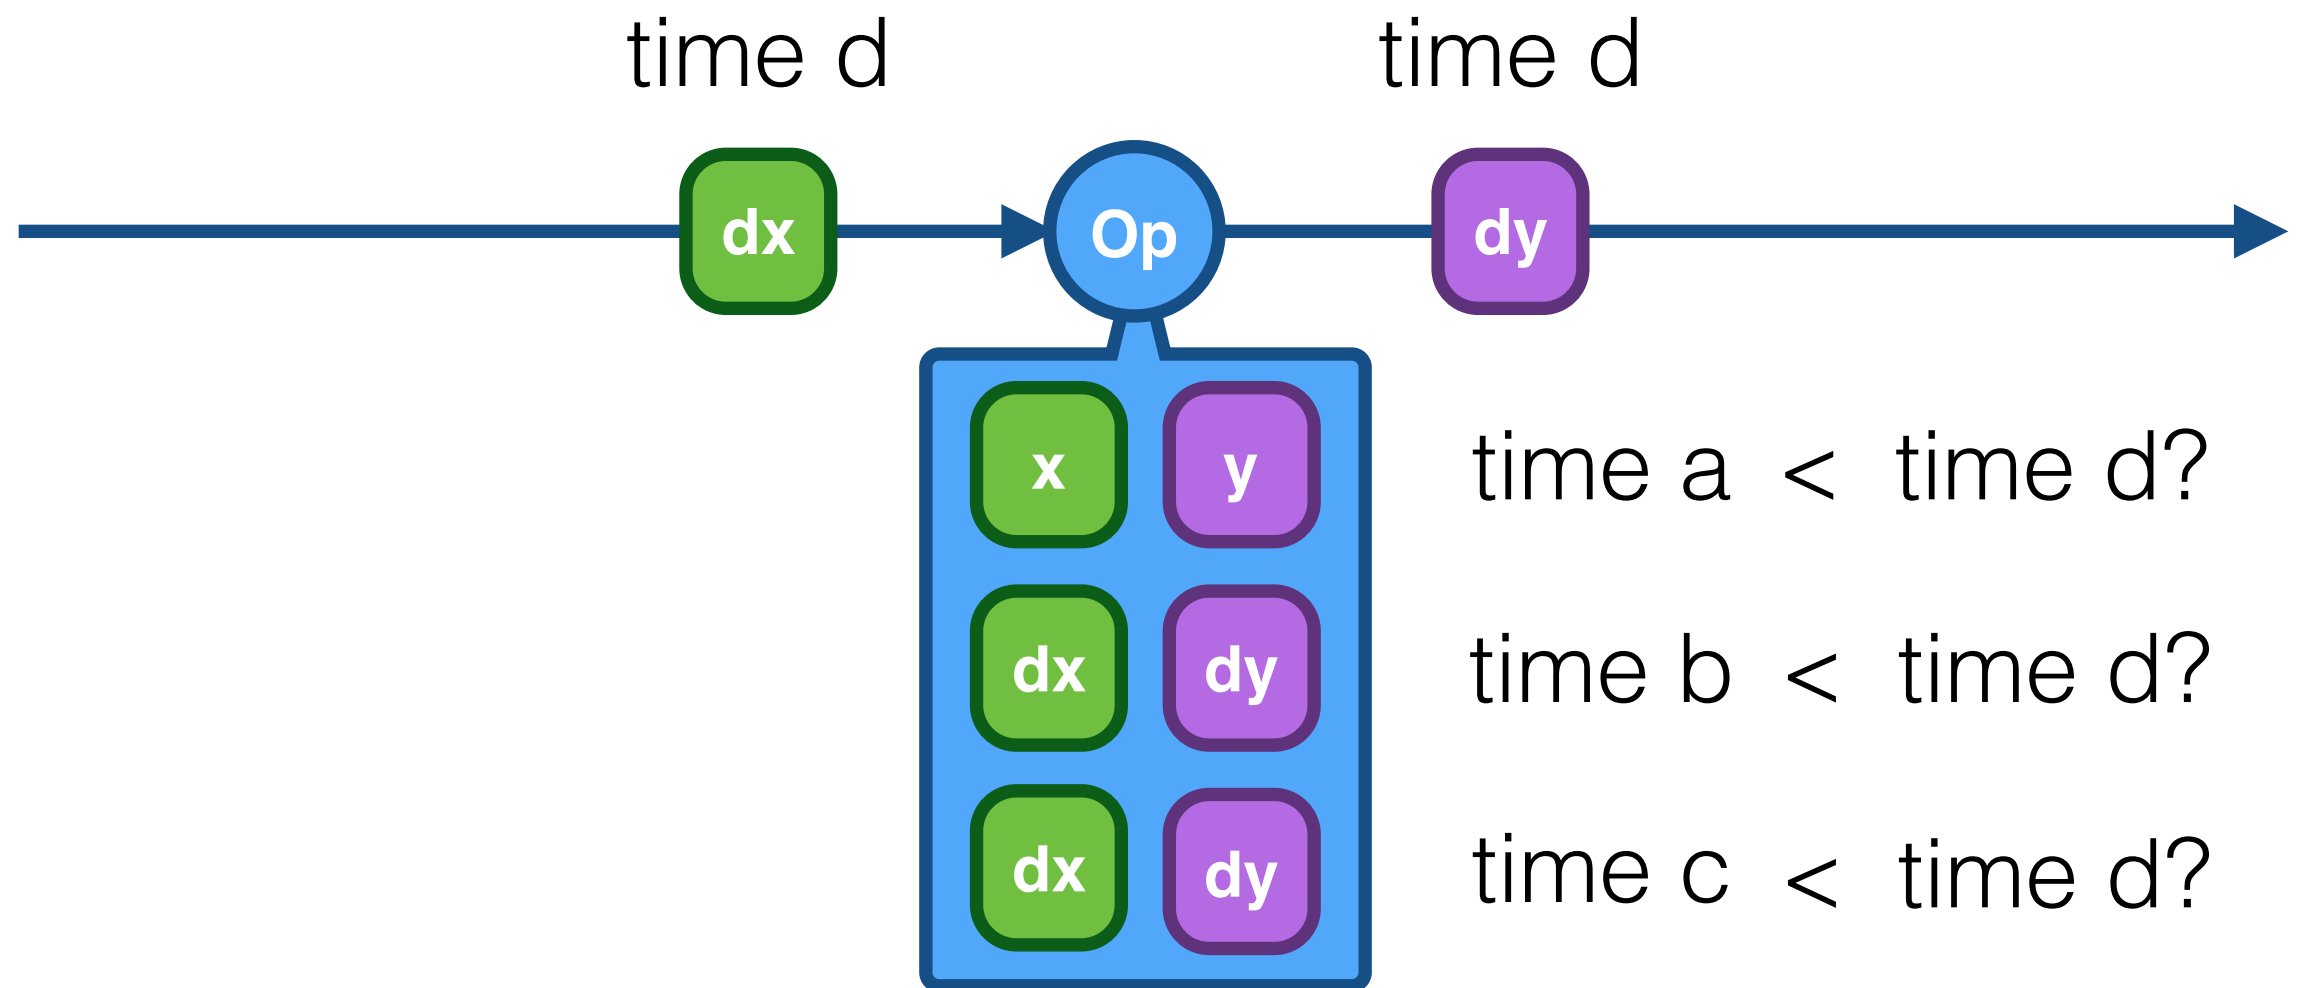 time d
time d
dx
Op
dy
x
y
time a < time d?
dx
dy
time b < time d?
dx
dy
time c < time d?